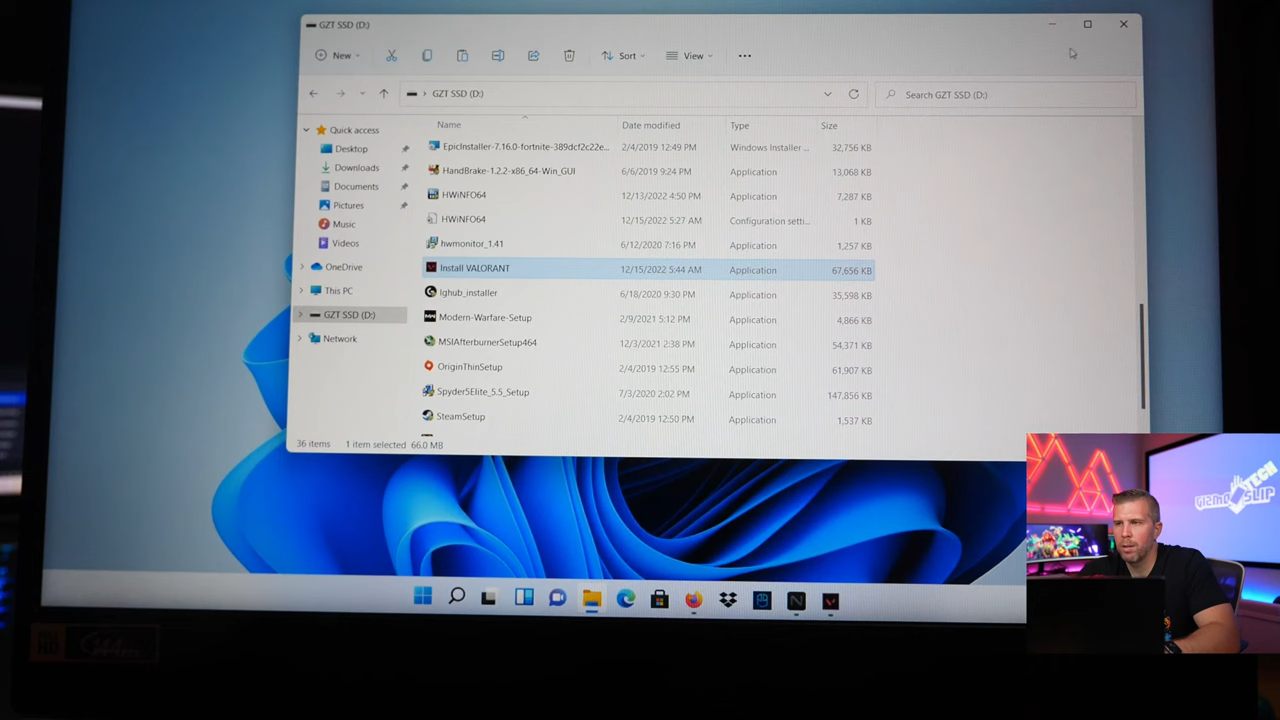 GZT SSD (D:)
New
Sort
View
GZT SSD (D:)
Search GZT SSD (D:)
Name Date modified Type Size
Quick access
Desktop
Downloads
Documents
Pictures
Music
Videos
OneDrive
This PC
GZT SSD (D:)
Network
EpicInstaller-7.16.0-fortnite-389dcf2c22e... 2/4/2019 12:49 PM Windows Installer ... 32,756 KB
HandBrake-1.2.2-x86_64-Win_GUI 6/6/2019 9:24 PM Application 13,068 KB
HWiNFO64 12/13/2022 4:50 PM Application 7,287 KB
HWiNFO64 12/15/2022 5:27 AM Configuration setti... 1 KB
hwmonitor_1.41 6/12/2020 7:16 PM Application 1,257 KB
Install VALORANT 12/15/2022 5:44 AM Application 67,656 KB
lghub_installer 6/18/2020 9:30 PM Application 35,598 KB
Modern-Warfare-Setup 2/9/2021 5:12 PM Application 4,866 KB
MSIAfterburnerSetup464 12/3/2021 2:38 PM Application 54,371 KB
OriginThinSetup 2/4/2019 12:55 PM Application 61,907 KB
Spyder5Elite_5.5_Setup 7/3/2020 2:02 PM Application 147,856 KB
SteamSetup 2/4/2019 12:50 PM Application 1,537 KB
36 items 1 item selected 66.0 MB
GIZMO SLIP
TECH